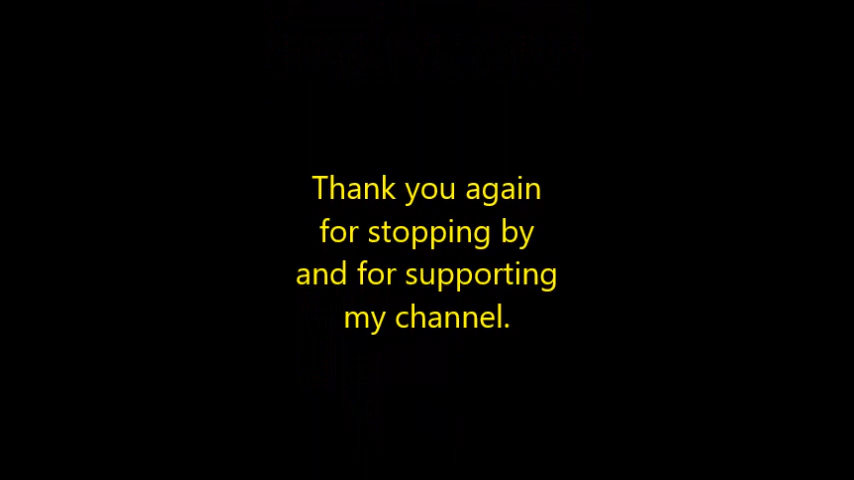 Thank you again
for stopping by
and for supporting
my channel.